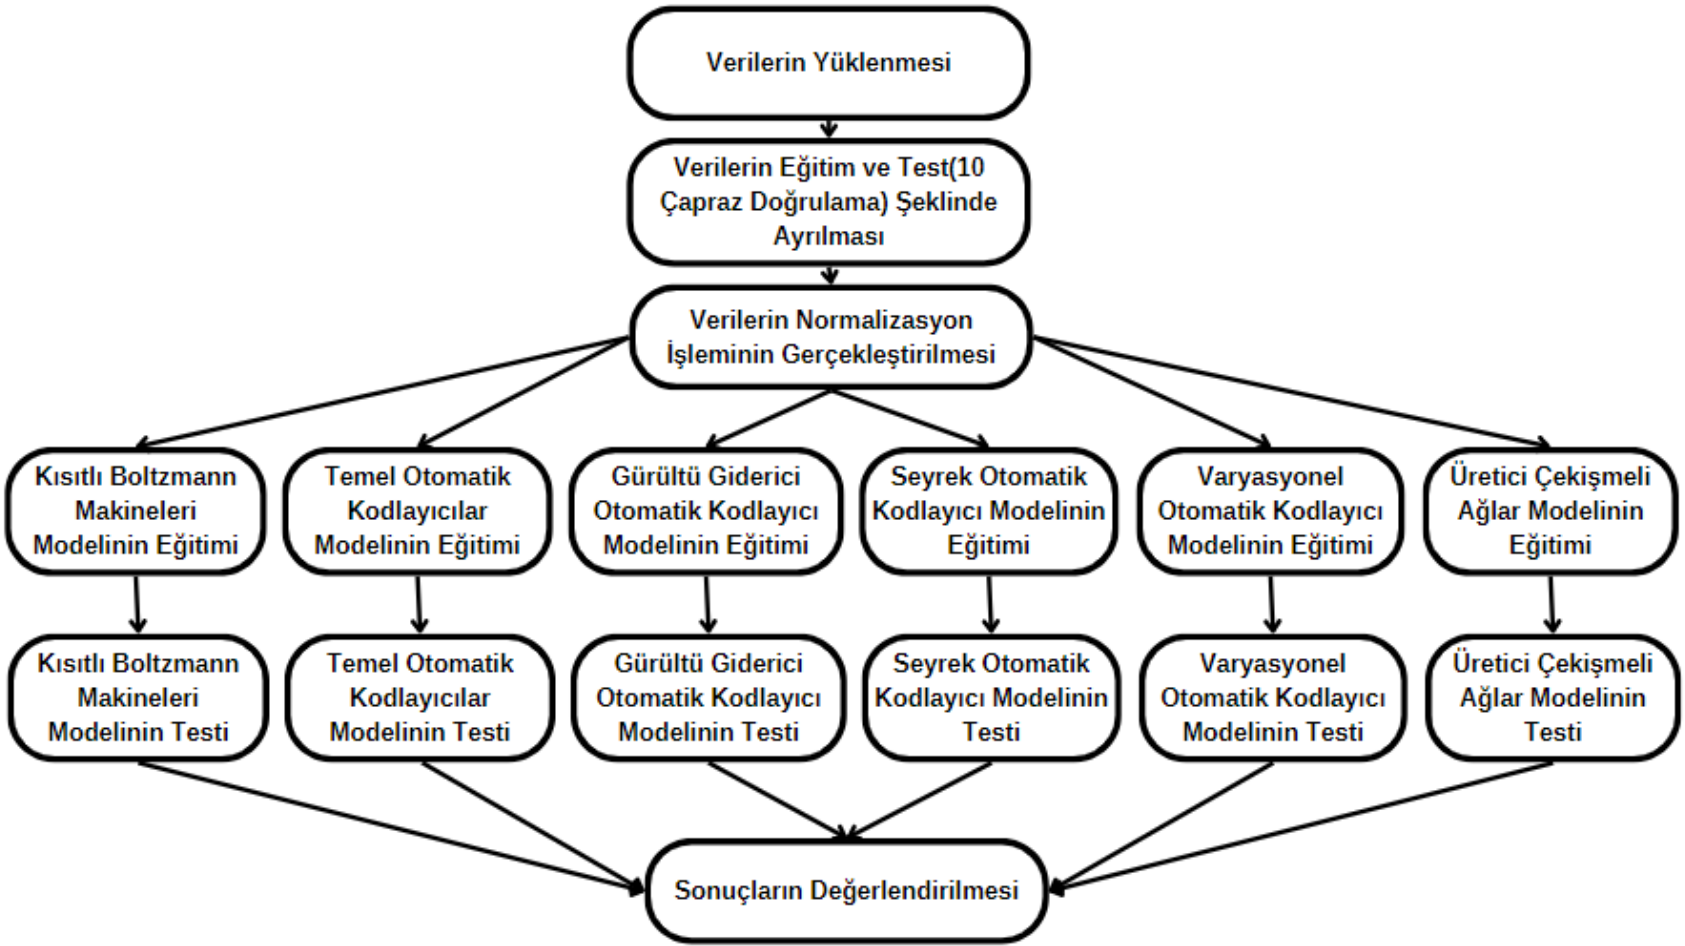 Verilerin Yüklenmesi
Verilerin Eğitim ve Test(10
Çapraz Doğrulama) Şeklinde
Ayrılması
Verilerin Normalizasyon
İşleminin Gerçekleştirilmesi
Kısıtlı Boltzmann
Makineleri
Modelinin Eğitimi
Temel Otomatik
Kodlayıcılar
Modelinin Eğitimi
Gürültü Giderici
Otomatik Kodlayıcı
Modelinin Eğitimi
Seyrek Otomatik
Kodlayıcı Modelinin
Eğitimi
Varyasyonel
Otomatik Kodlayıcı
Modelinin Eğitimi
Üretici Çekişmeli
Ağlar Modelinin
Eğitimi
Kısıtlı Boltzmann
Makineleri
Modelinin Testi
Temel Otomatik
Kodlayıcılar
Modelinin Testi
Gürültü Giderici
Otomatik Kodlayıcı
Modelinin Testi
Seyrek Otomatik
Kodlayıcı Modelinin
Testi
Varyasyonel
Otomatik Kodlayıcı
Modelinin Testi
Üretici Çekişmeli
Ağlar Modelinin
Testi
Sonuçların Değerlendirilmesi